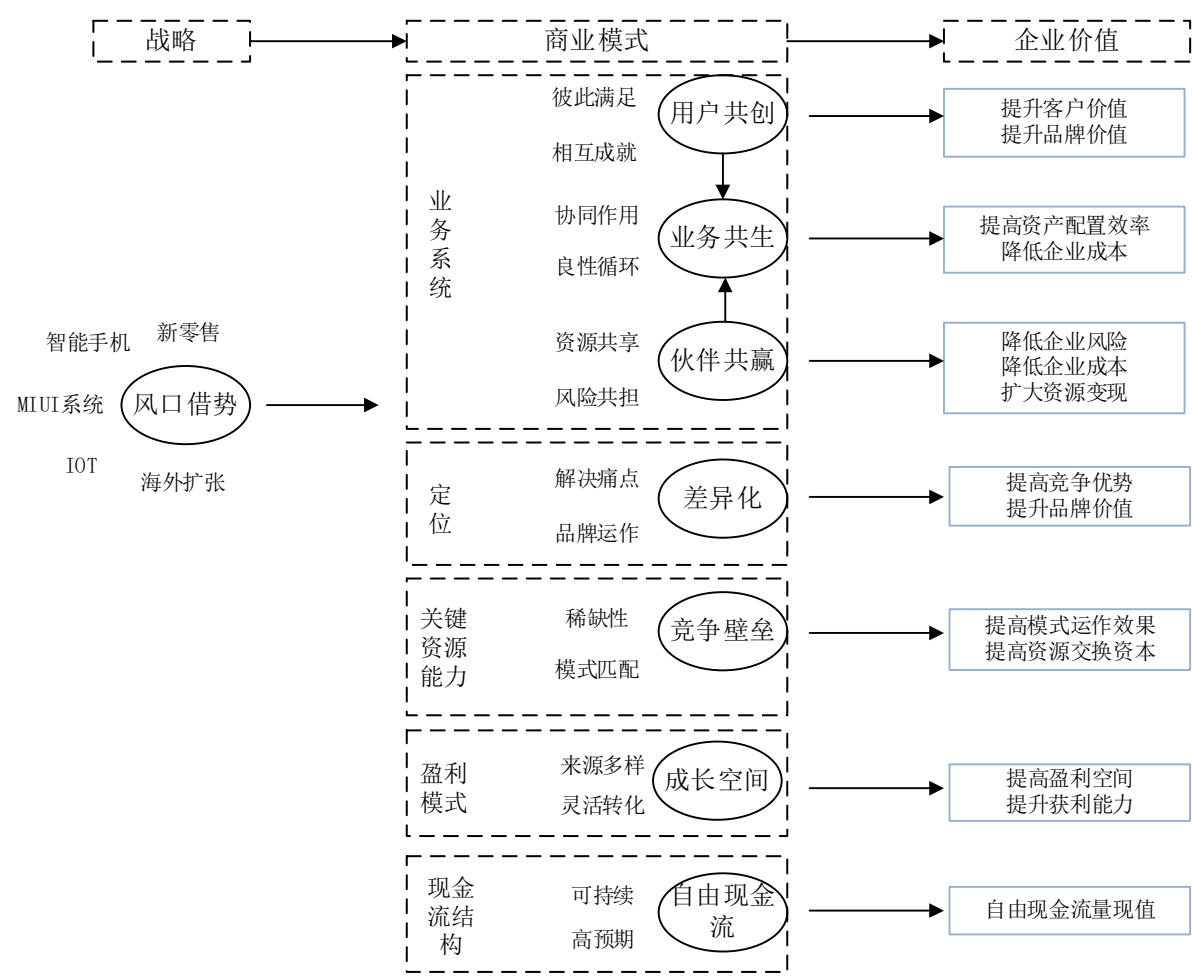 战略
商业模式
企业价值
智能手机
新零售
MIUI系统
风口借势
IOT
海外扩张
业
务
系
统
彼此满足
相互成就
用户共创
协同作用
良性循环
业务共生
资源共享
风险共担
伙伴共赢
提升客户价值
提升品牌价值
提高资产配置效率
降低企业成本
降低企业风险
降低企业成本
扩大资源变现
定
位
解决痛点
品牌运作
差异化
提高竞争优势
提升品牌价值
关键
资源
能力
稀缺性
模式匹配
竞争壁垒
提高模式运作效果
提高资源交换资本
盈利
模式
来源多样
灵活转化
成长空间
提高盈利空间
提升获利能力
现金
流结
构
可持续
高预期
自由现金
流
自由现金流量现值